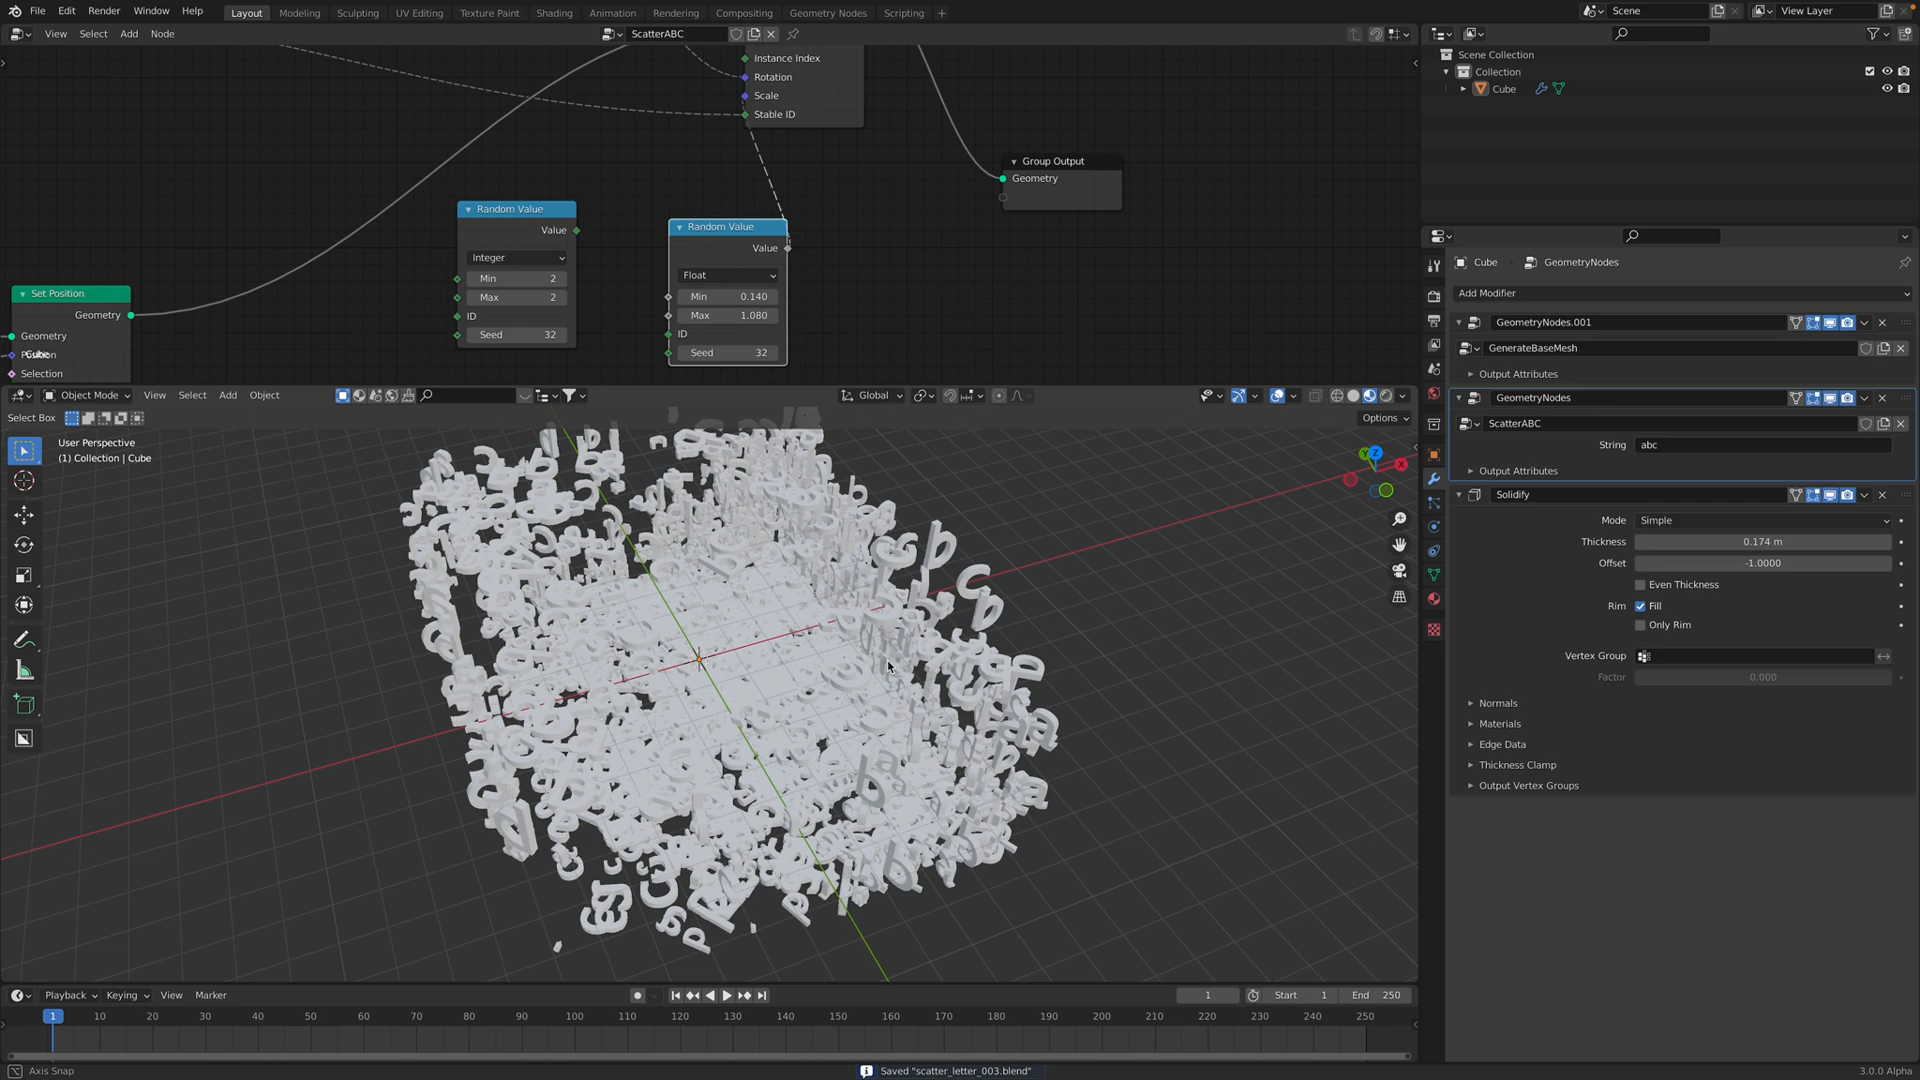 File Edit Render Window Help Layout Modeling Sculpting UV Editing Texture Paint Shading Animation Rendering Compositing Geometry Nodes Scripting + Scene View Layer
View Select Add Node ScatterABC
Instance Index
Rotation
Scale
Stable ID
Group Output
Geometry
Random Value
Value
Integer
Min 2
Max 2
ID
Seed 32
Random Value
Value
Float
Min 0.140
Max 1.080
ID
Seed 32
Set Position
Geometry
Geometry
Position
Cube
Selection
Scene Collection
Collection
Cube
Cube GeometryNodes
Add Modifier
GeometryNodes.001
GenerateBaseMesh
Output Attributes
GeometryNodes
ScatterABC
String abc
Output Attributes
Solidify
Mode Simple
Thickness 0.174 m
Offset -1.0000
Even Thickness
Rim Fill
Only Rim
Vertex Group
Factor 0.000
Normals
Materials
Edge Data
Thickness Clamp
Output Vertex Groups
Object Mode View Select Add Object Global
Select Box Options
User Perspective
(1) Collection | Cube
Y Z X
Playback Keying View Marker 1 Start 1 End 250
1 10 20 30 40 50 60 70 80 90 100 110 120 130 140 150 160 170 180 190 200 210 220 230 240 250
Axis Snap Saved "scatter_letter_003.blend" 3.0.0 Alpha